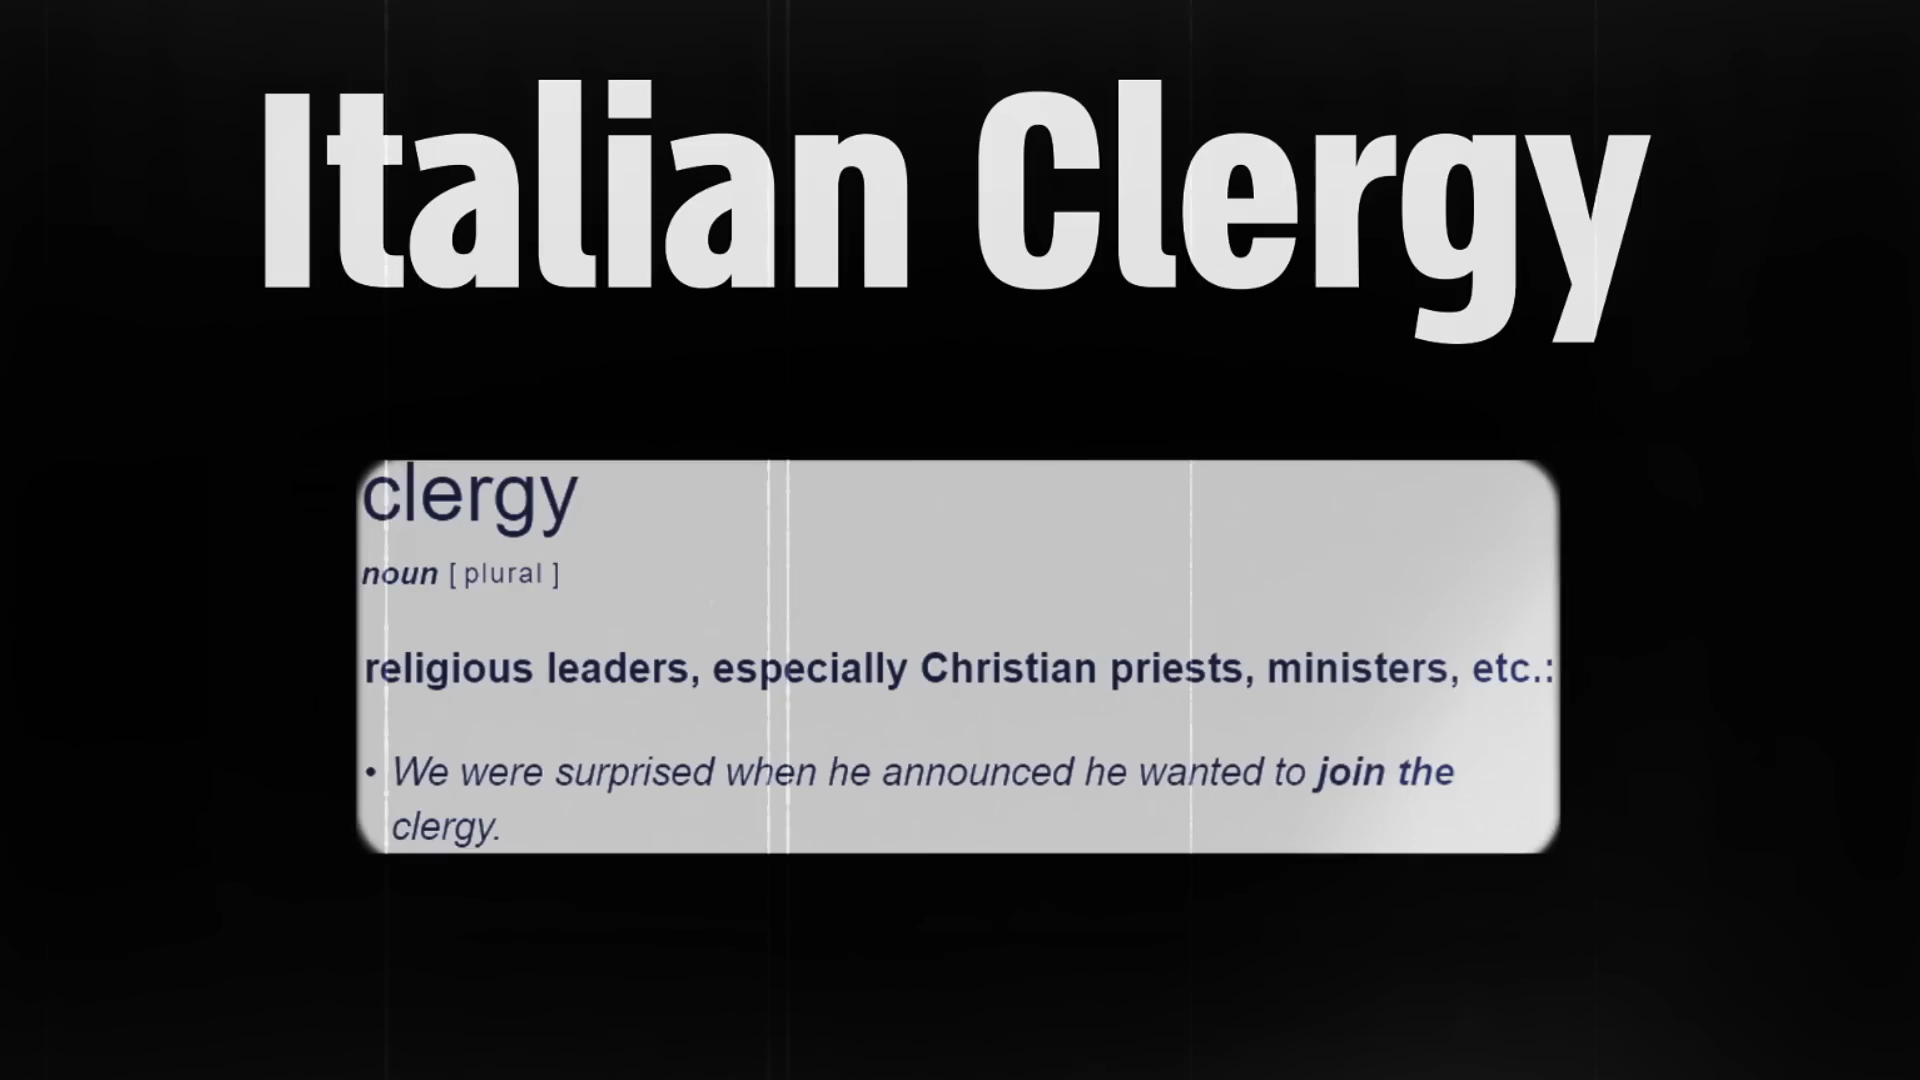 Italian Clergy
clergy
noun [ plural ]
religious leaders, especially Christian priests, ministers, etc.:
• We were surprised when he announced he wanted to join the
clergy.